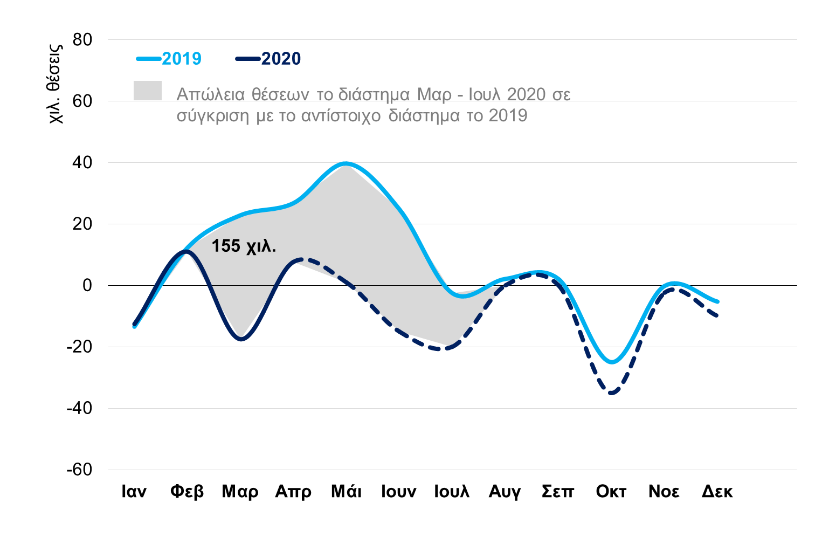 χιλ. θέσεις
80
60
40
20
0
-20
-40
-60
2019 2020
Απώλεια θέσεων το διάστημα Μαρ - Ιουλ 2020 σε
σύγκριση με το αντίστοιχο διάστημα το 2019
155 χιλ.
Ιαν Φεβ Μαρ Απρ Μάι Ιουν Ιουλ Αυγ Σεπ Οκτ Νοε Δεκ